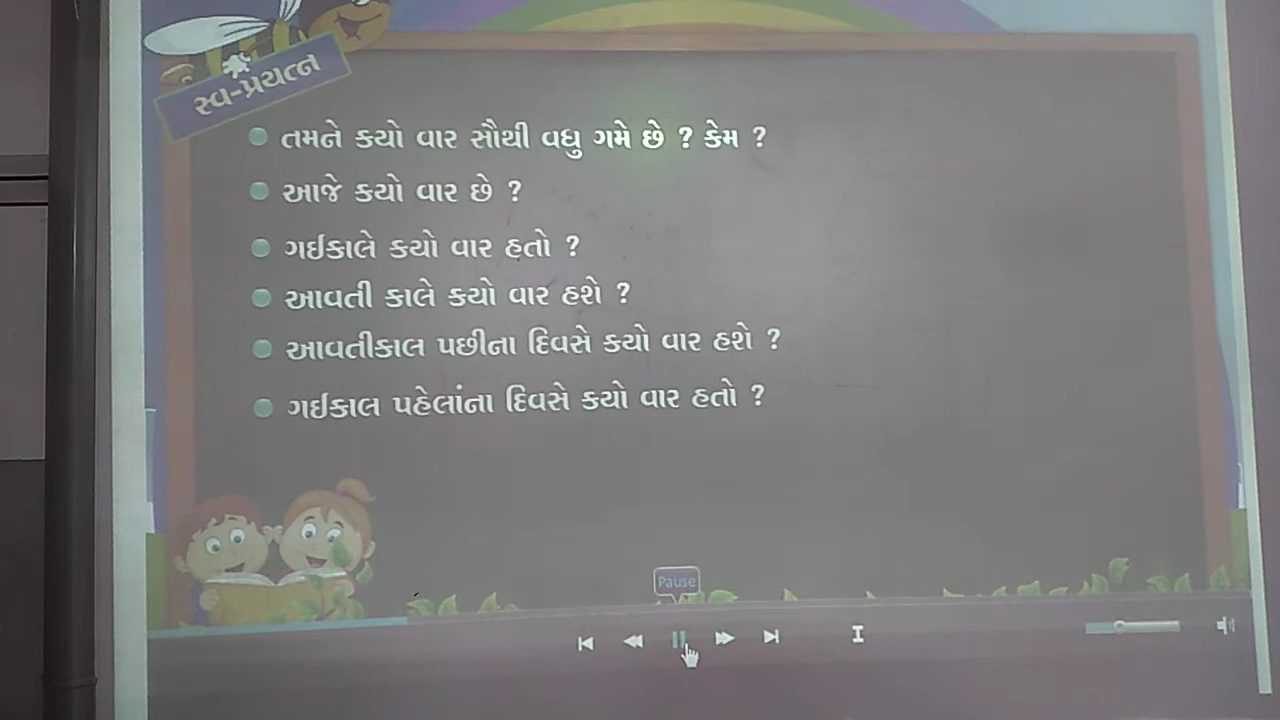 સ્વ-પ્રયત્ન
તમને કયો વાર સૌથી વધુ ગમે છે ? કેમ ?
આજે કયો વાર છે ?
ગઈકાલે કયો વાર હતો ?
આવતી કાલે કયો વાર હશે ?
આવતીકાલ પછીના દિવસે કયો વાર હશે ?
ગઈકાલ પહેલાંના દિવસે કયો વાર હતો ?
Pause